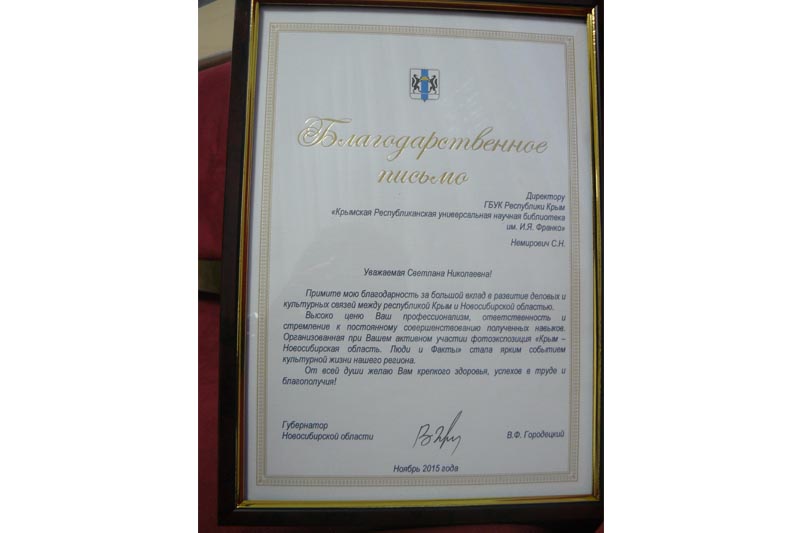 Благодарственное
письмо
Директору
ГБУК Республики Крым
«Крымская Республиканская универсальная научная библиотека
им. И.Я. Франко»
Немирович С.Н.
Уважаемая Светлана Николаевна!
Примите мою благодарность за большой вклад в развитие деловых и
культурных связей между республикой Крым и Новосибирской областью.
Высоко ценю Ваш профессионализм, ответственность и
стремление к постоянному совершенствованию полученных навыков.
Организованная при Вашем активном участии фотоэкспозиция «Крым –
Новосибирская область. Люди и Факты» стала ярким событием
культурной жизни нашего региона.
От всей души желаю Вам крепкого здоровья, успехов в труде и
благополучия!
Губернатор
Новосибирской области В.Ф. Городецкий
Ноябрь 2015 года